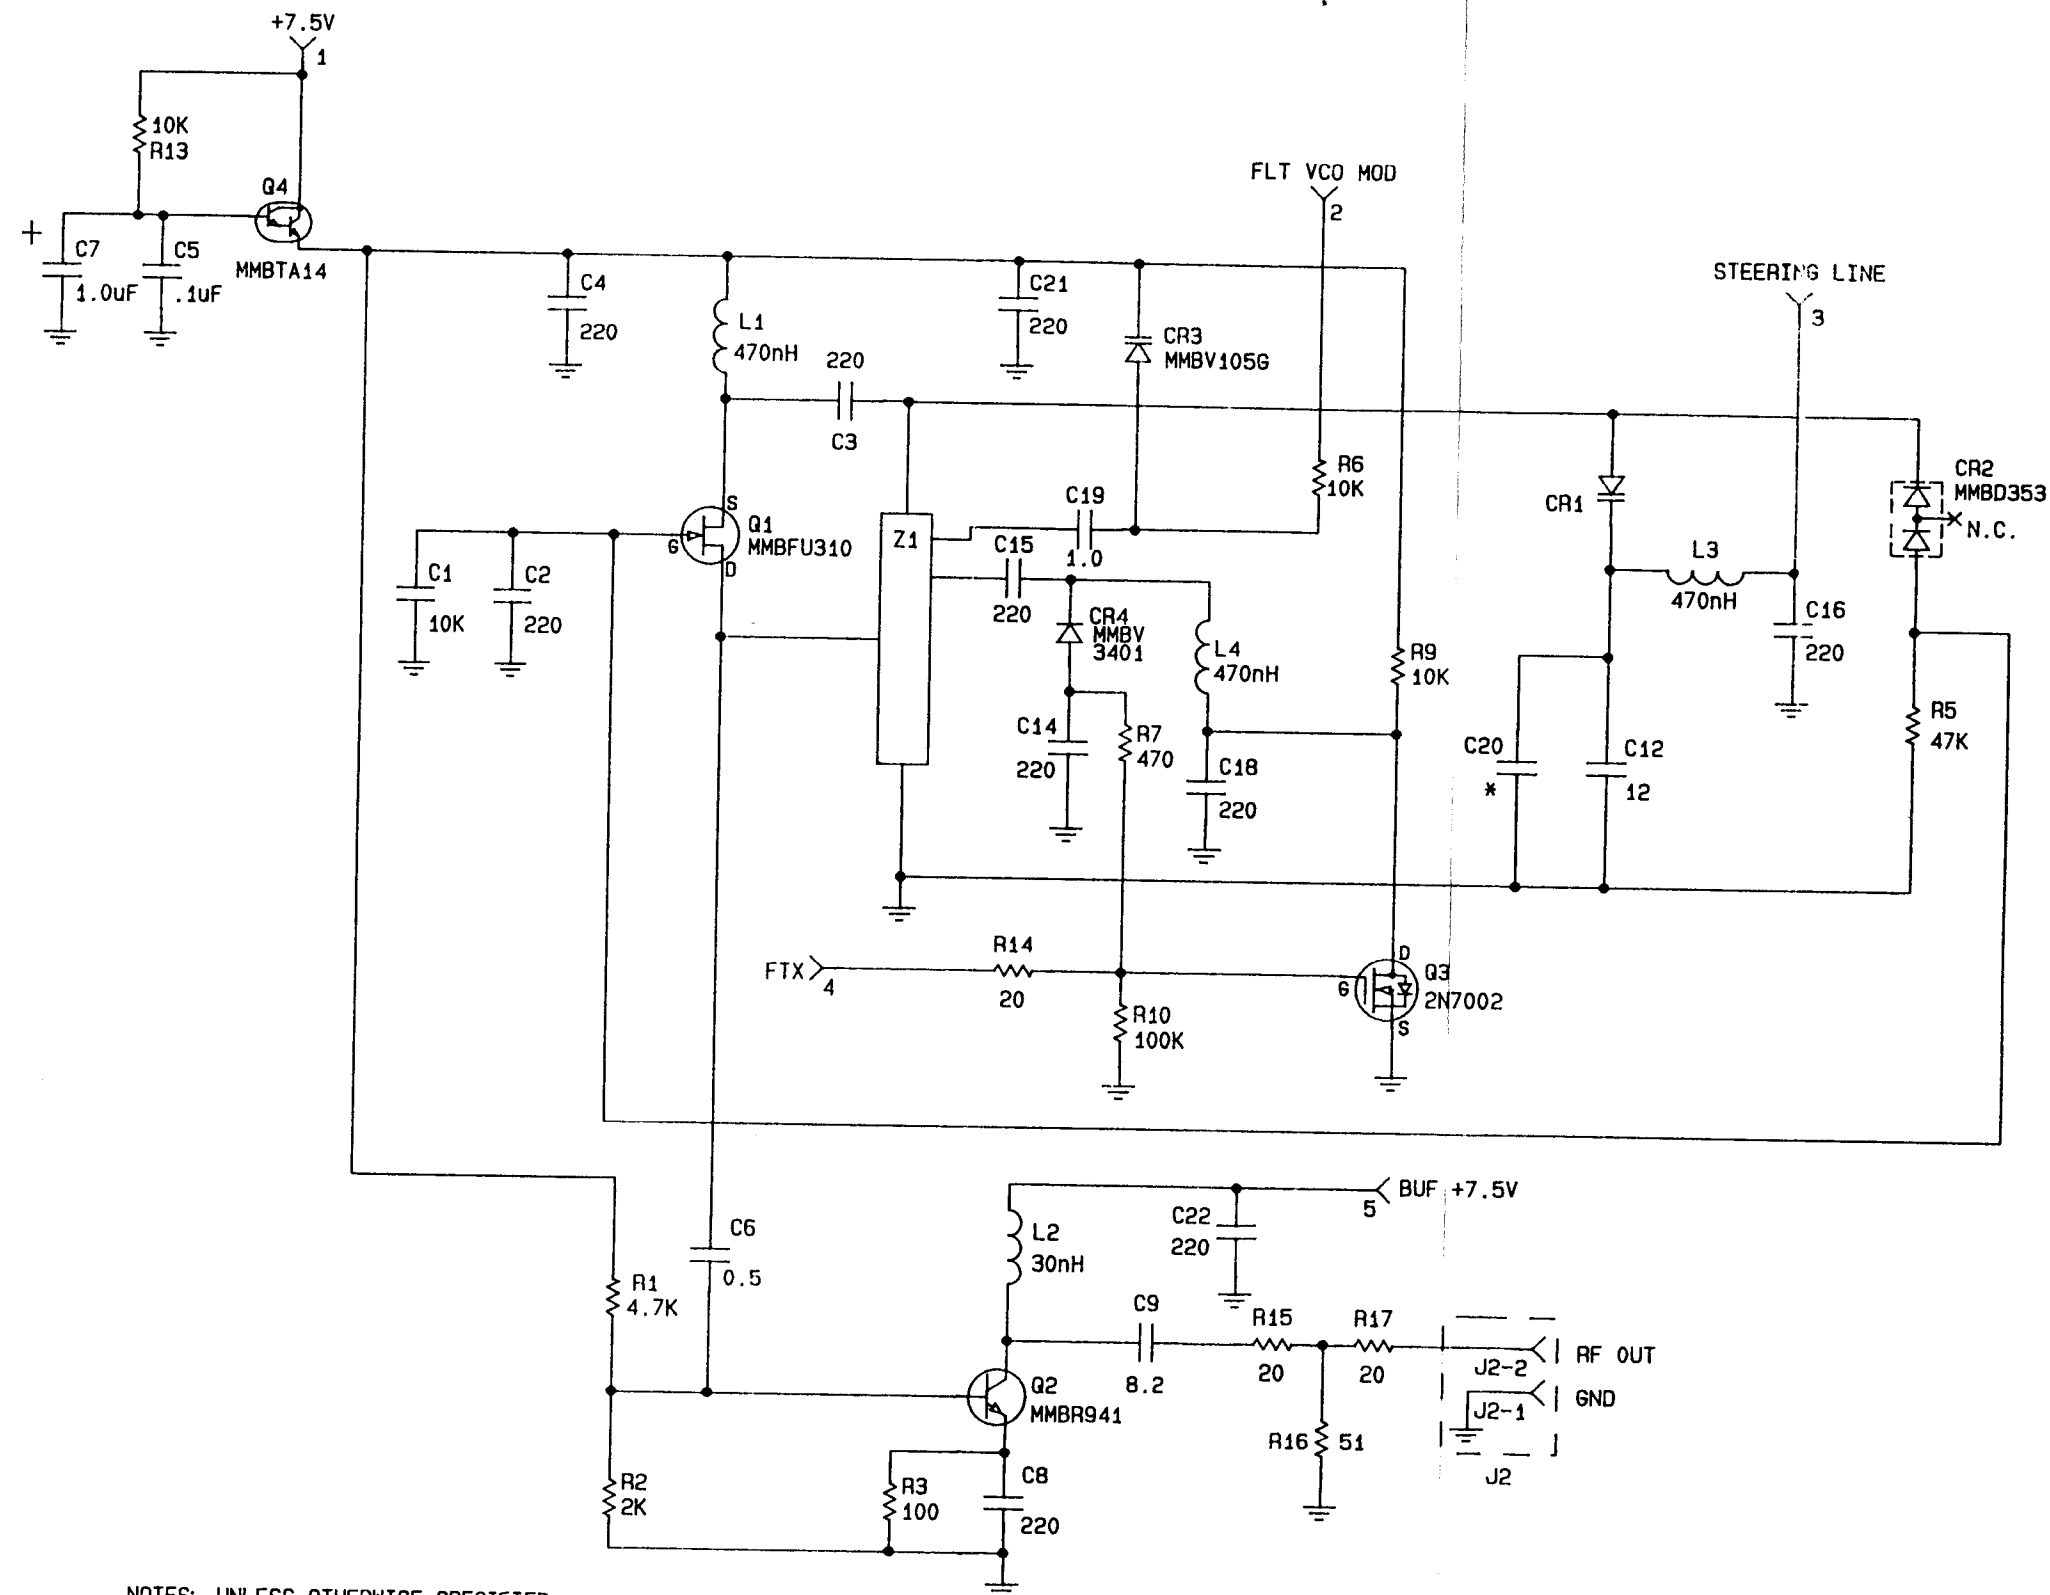 +7.5V
1
10K
R13
Q4
MMBTA14
+
C7
1.0uF
C5
.1uF
C4
220
L1
470nH
220
C3
C21
220
CR3
MMBV105G
FLT VCO MOD
2
STEERING LINE
3
R6
10K
CR2
MMBD353
N.C.
CR1
S
Q1
MMBFU310
G
D
C1
10K
C2
220
Z1
C19
1.0
C15
220
CR4
MMBV
3401
L4
470nH
R9
10K
L3
470nH
C16
220
C14
220
R7
470
C18
220
C20
*
C12
12
R5
47K
FTX
4
R14
20
R10
100K
D
G
Q3
2N7002
S
BUF +7.5V
5
C22
220
L2
30nH
C6
0.5
R1
4.7K
C9
8.2
R15
20
R17
20
J2-2
RF OUT
J2-1
GND
J2
Q2
MMBR941
R16 51
R2
2K
R3
100
C8
220
NOTES: UNLESS OTHERWISE SPECIFIED